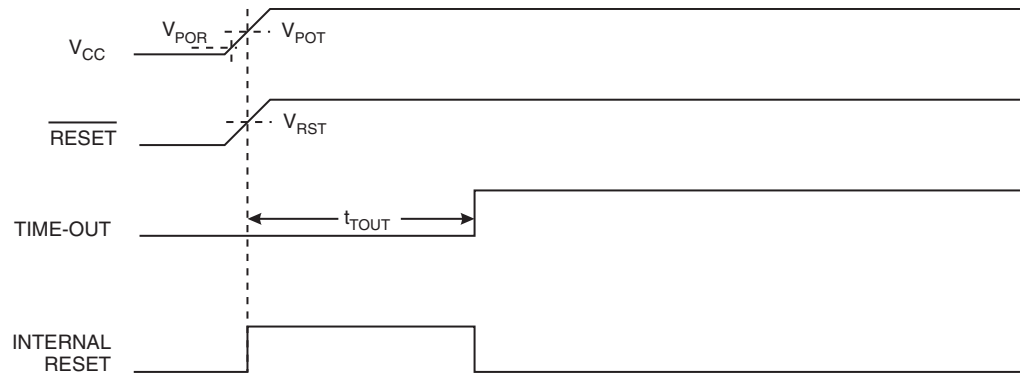 V_POR
V_POT
V_CC
V_RST
RESET
TIME-OUT
t_TOUT
INTERNAL
RESET